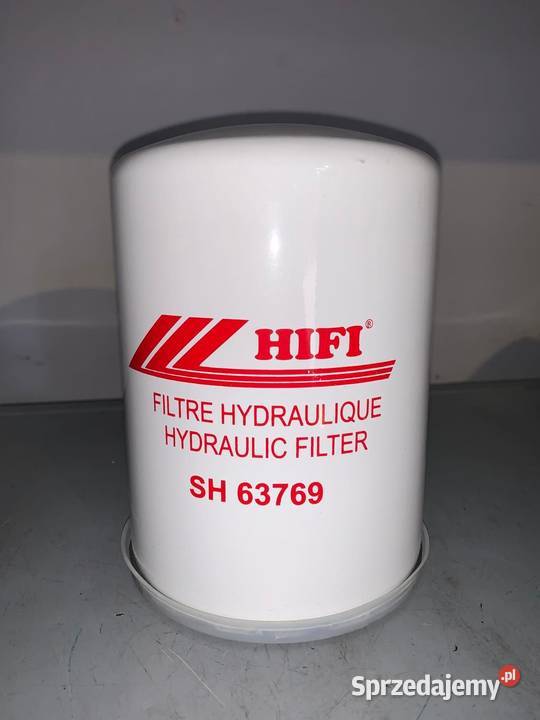 HIFI®
FILTRE HYDRAULIQUE
HYDRAULIC FILTER
SH 63769
Sprzedajemy.pl